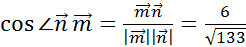 cos ∠n⃗ m⃗ = m⃗n⃗ / |m⃗||n⃗| = 6 / √133